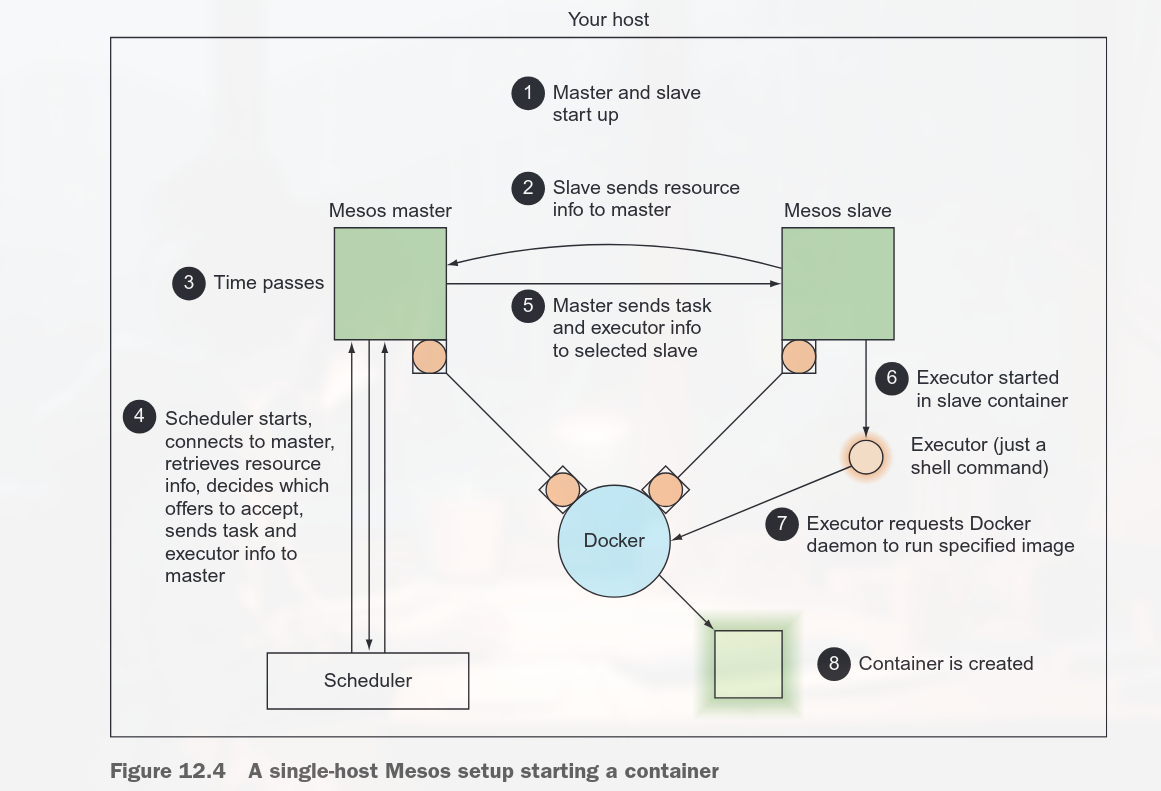 Your host
1 Master and slave
start up
2 Slave sends resource
info to master
Mesos master
Mesos slave
3 Time passes
5 Master sends task
and executor info
to selected slave
6 Executor started
in slave container
4 Scheduler starts,
connects to master,
retrieves resource
info, decides which
offers to accept,
sends task and
executor info to
master
Executor (just a
shell command)
7 Executor requests Docker
daemon to run specified image
Docker
8 Container is created
Scheduler
Figure 12.4 A single-host Mesos setup starting a container